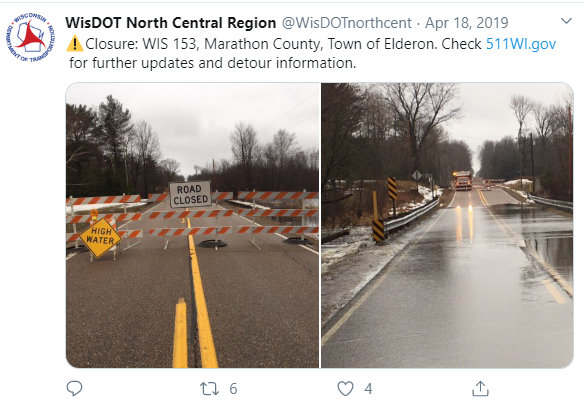 WisDOT North Central Region @WisDOTnorthcent · Apr 18, 2019
⚠Closure: WIS 153, Marathon County, Town of Elderon. Check 511WI.gov
for further updates and detour information.
WISCONSIN
DEPARTMENT OF TRANSPORTATION
ROAD
CLOSED
HIGH
WATER
6
4